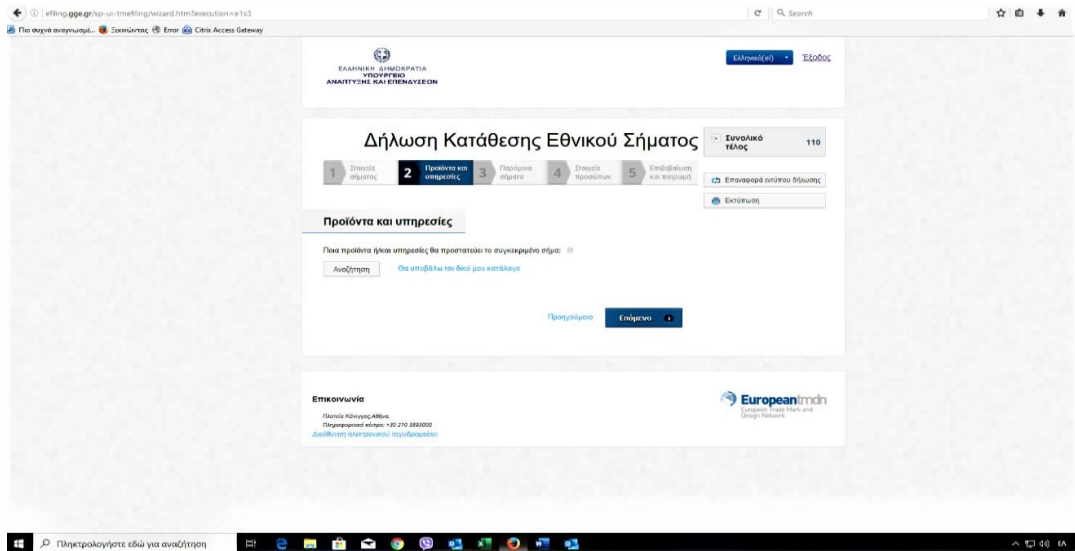 efiling.gge.gr/sp-ui-tmefiling/wizard.htm?execution=e1s3
Search
Πιο συχνά αναγνωσμέ...
Ξεκινώντας
Error
Citrix Access Gateway
ΕΛΛΗΝΙΚΗ ΔΗΜΟΚΡΑΤΙΑ
ΥΠΟΥΡΓΕΙΟ
ΑΝΑΠΤΥΞΗΣ ΚΑΙ ΕΠΕΝΔΥΣΕΩΝ
Ελληνικά(el)
Έξοδος
Δήλωση Κατάθεσης Εθνικού Σήματος
Συνολικό
τέλος
110
1 Στοιχεία
σήματος
2 Προϊόντα και
υπηρεσίες
3 Παρόμοια
σήματα
4 Στοιχεία
προσώπων
5 Επιβεβαίωση
και πληρωμή
Επαναφορά εντύπου δήλωσης
Εκτύπωση
Προϊόντα και υπηρεσίες
Ποια προϊόντα ή/και υπηρεσίες θα προστατεύει το συγκεκριμένο σήμα;
Αναζήτηση
Θα υποβάλω τον δικό μου κατάλογο
Προηγούμενο
Επόμενο
Επικοινωνία
Πλατεία Κάνιγγος,Αθήνα,
Πληροφοριακό κέντρο: +30 210 3893000
Διεύθυνση ηλεκτρονικού ταχυδρομείου:
Europeantmdn
European Trade Mark and
Design Network
Πληκτρολογήστε εδώ για αναζήτηση
ΕΛ